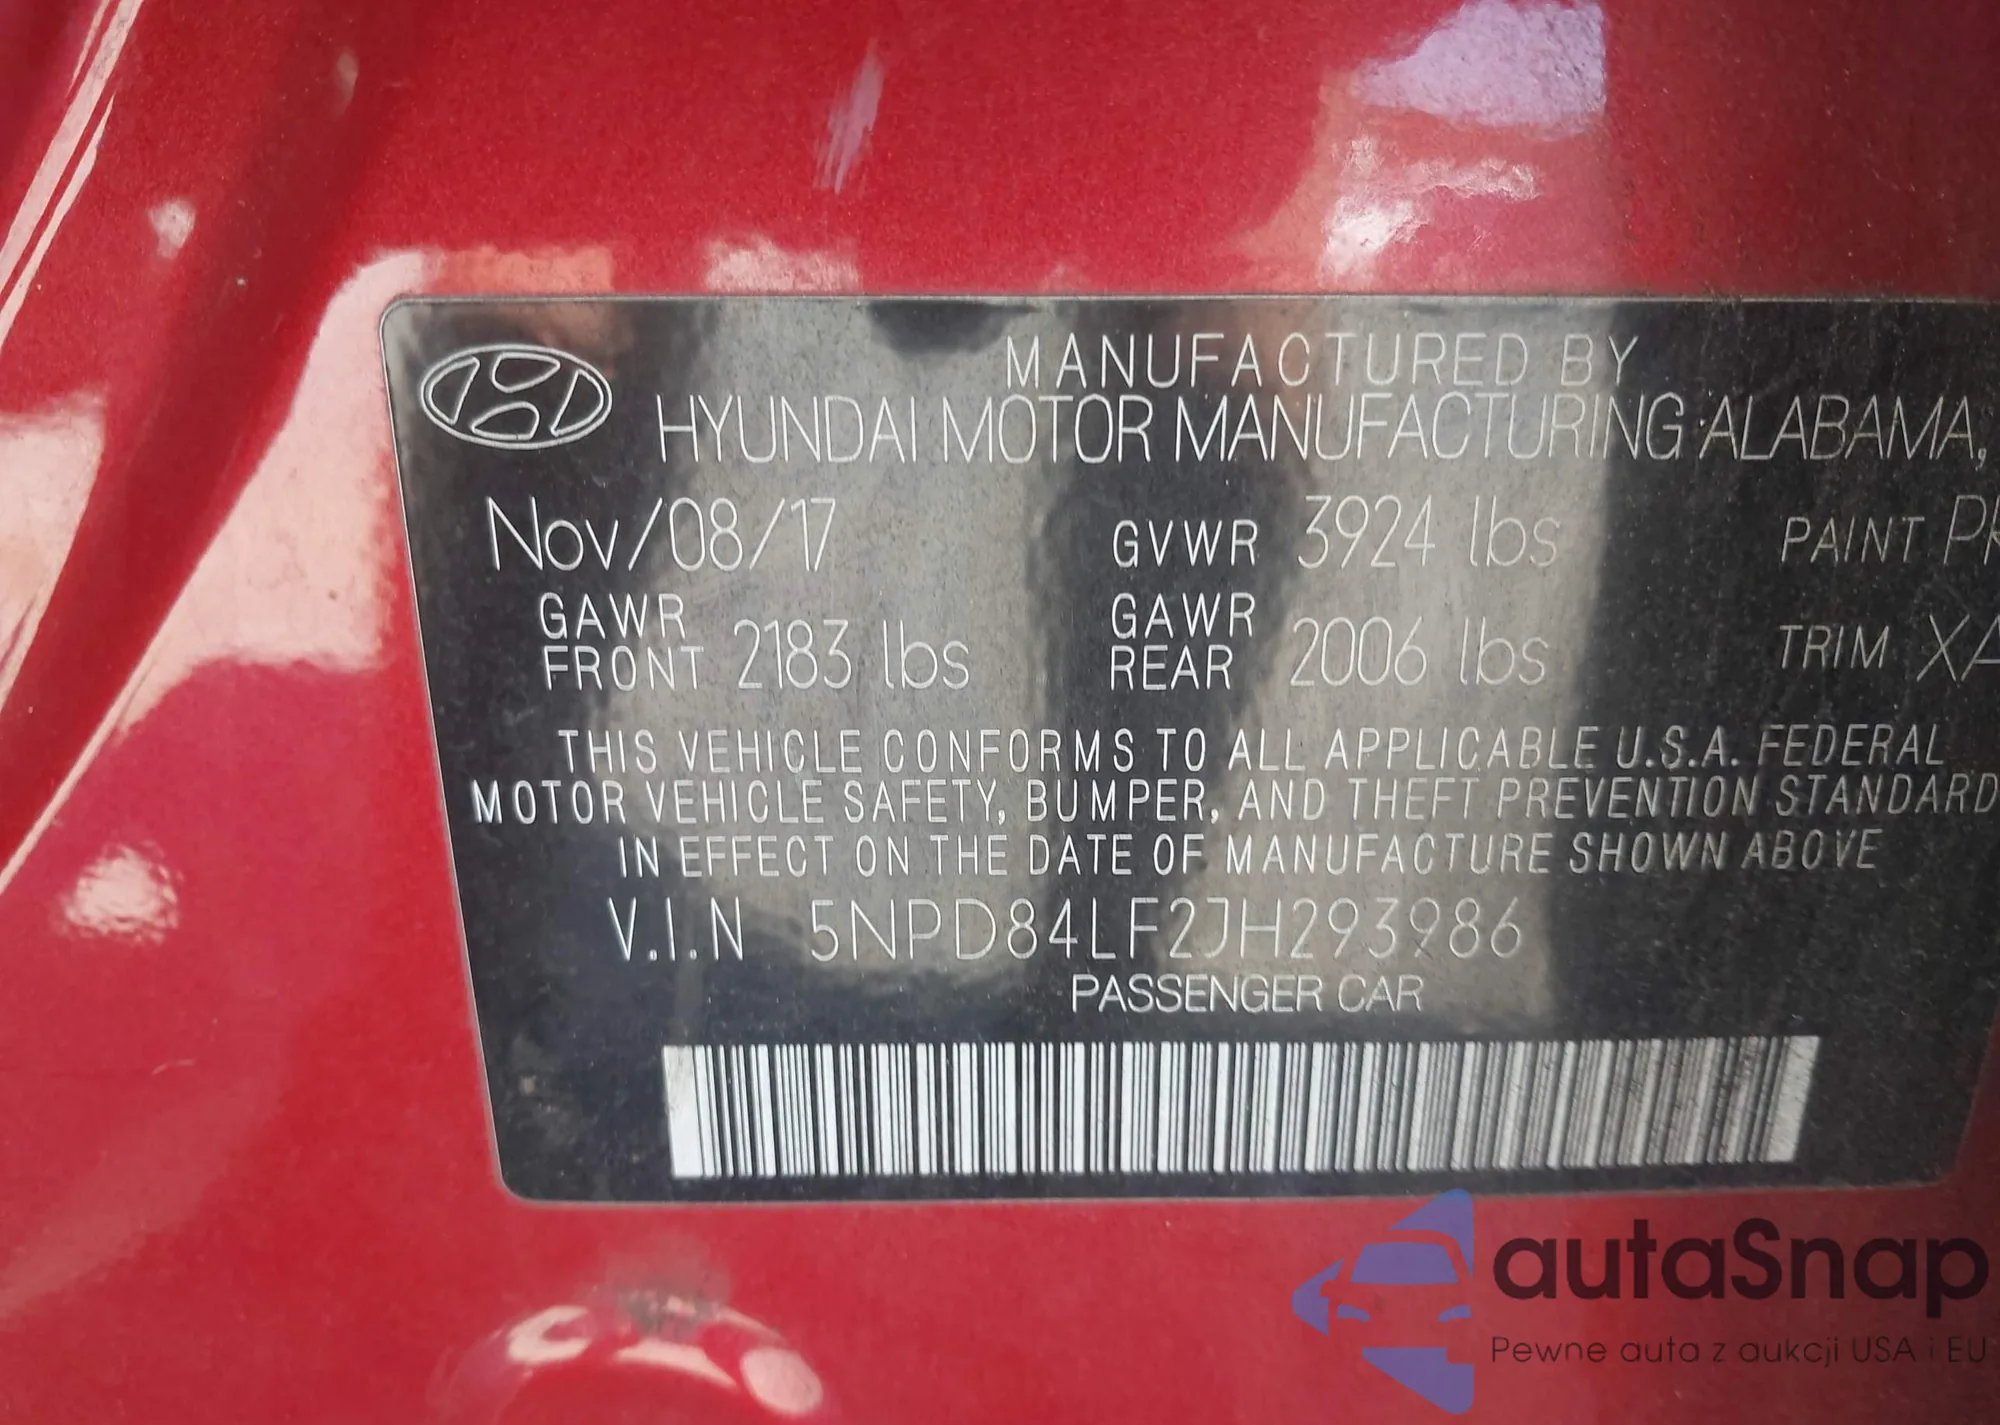 MANUFACTURED BY
HYUNDAI MOTOR MANUFACTURING ALABAMA,
Nov/08/17 GVWR 3924 lbs PAINT
GAWR FRONT 2183 lbs GAWR REAR 2006 lbs TRIM
THIS VEHICLE CONFORMS TO ALL APPLICABLE U.S.A. FEDERAL
MOTOR VEHICLE SAFETY, BUMPER, AND THEFT PREVENTION STANDARD
IN EFFECT ON THE DATE OF MANUFACTURE SHOWN ABOVE
V.I.N 5NPD84LF2JH293986
PASSENGER CAR
autaSnap
Pewne auta z aukcji USA i EU